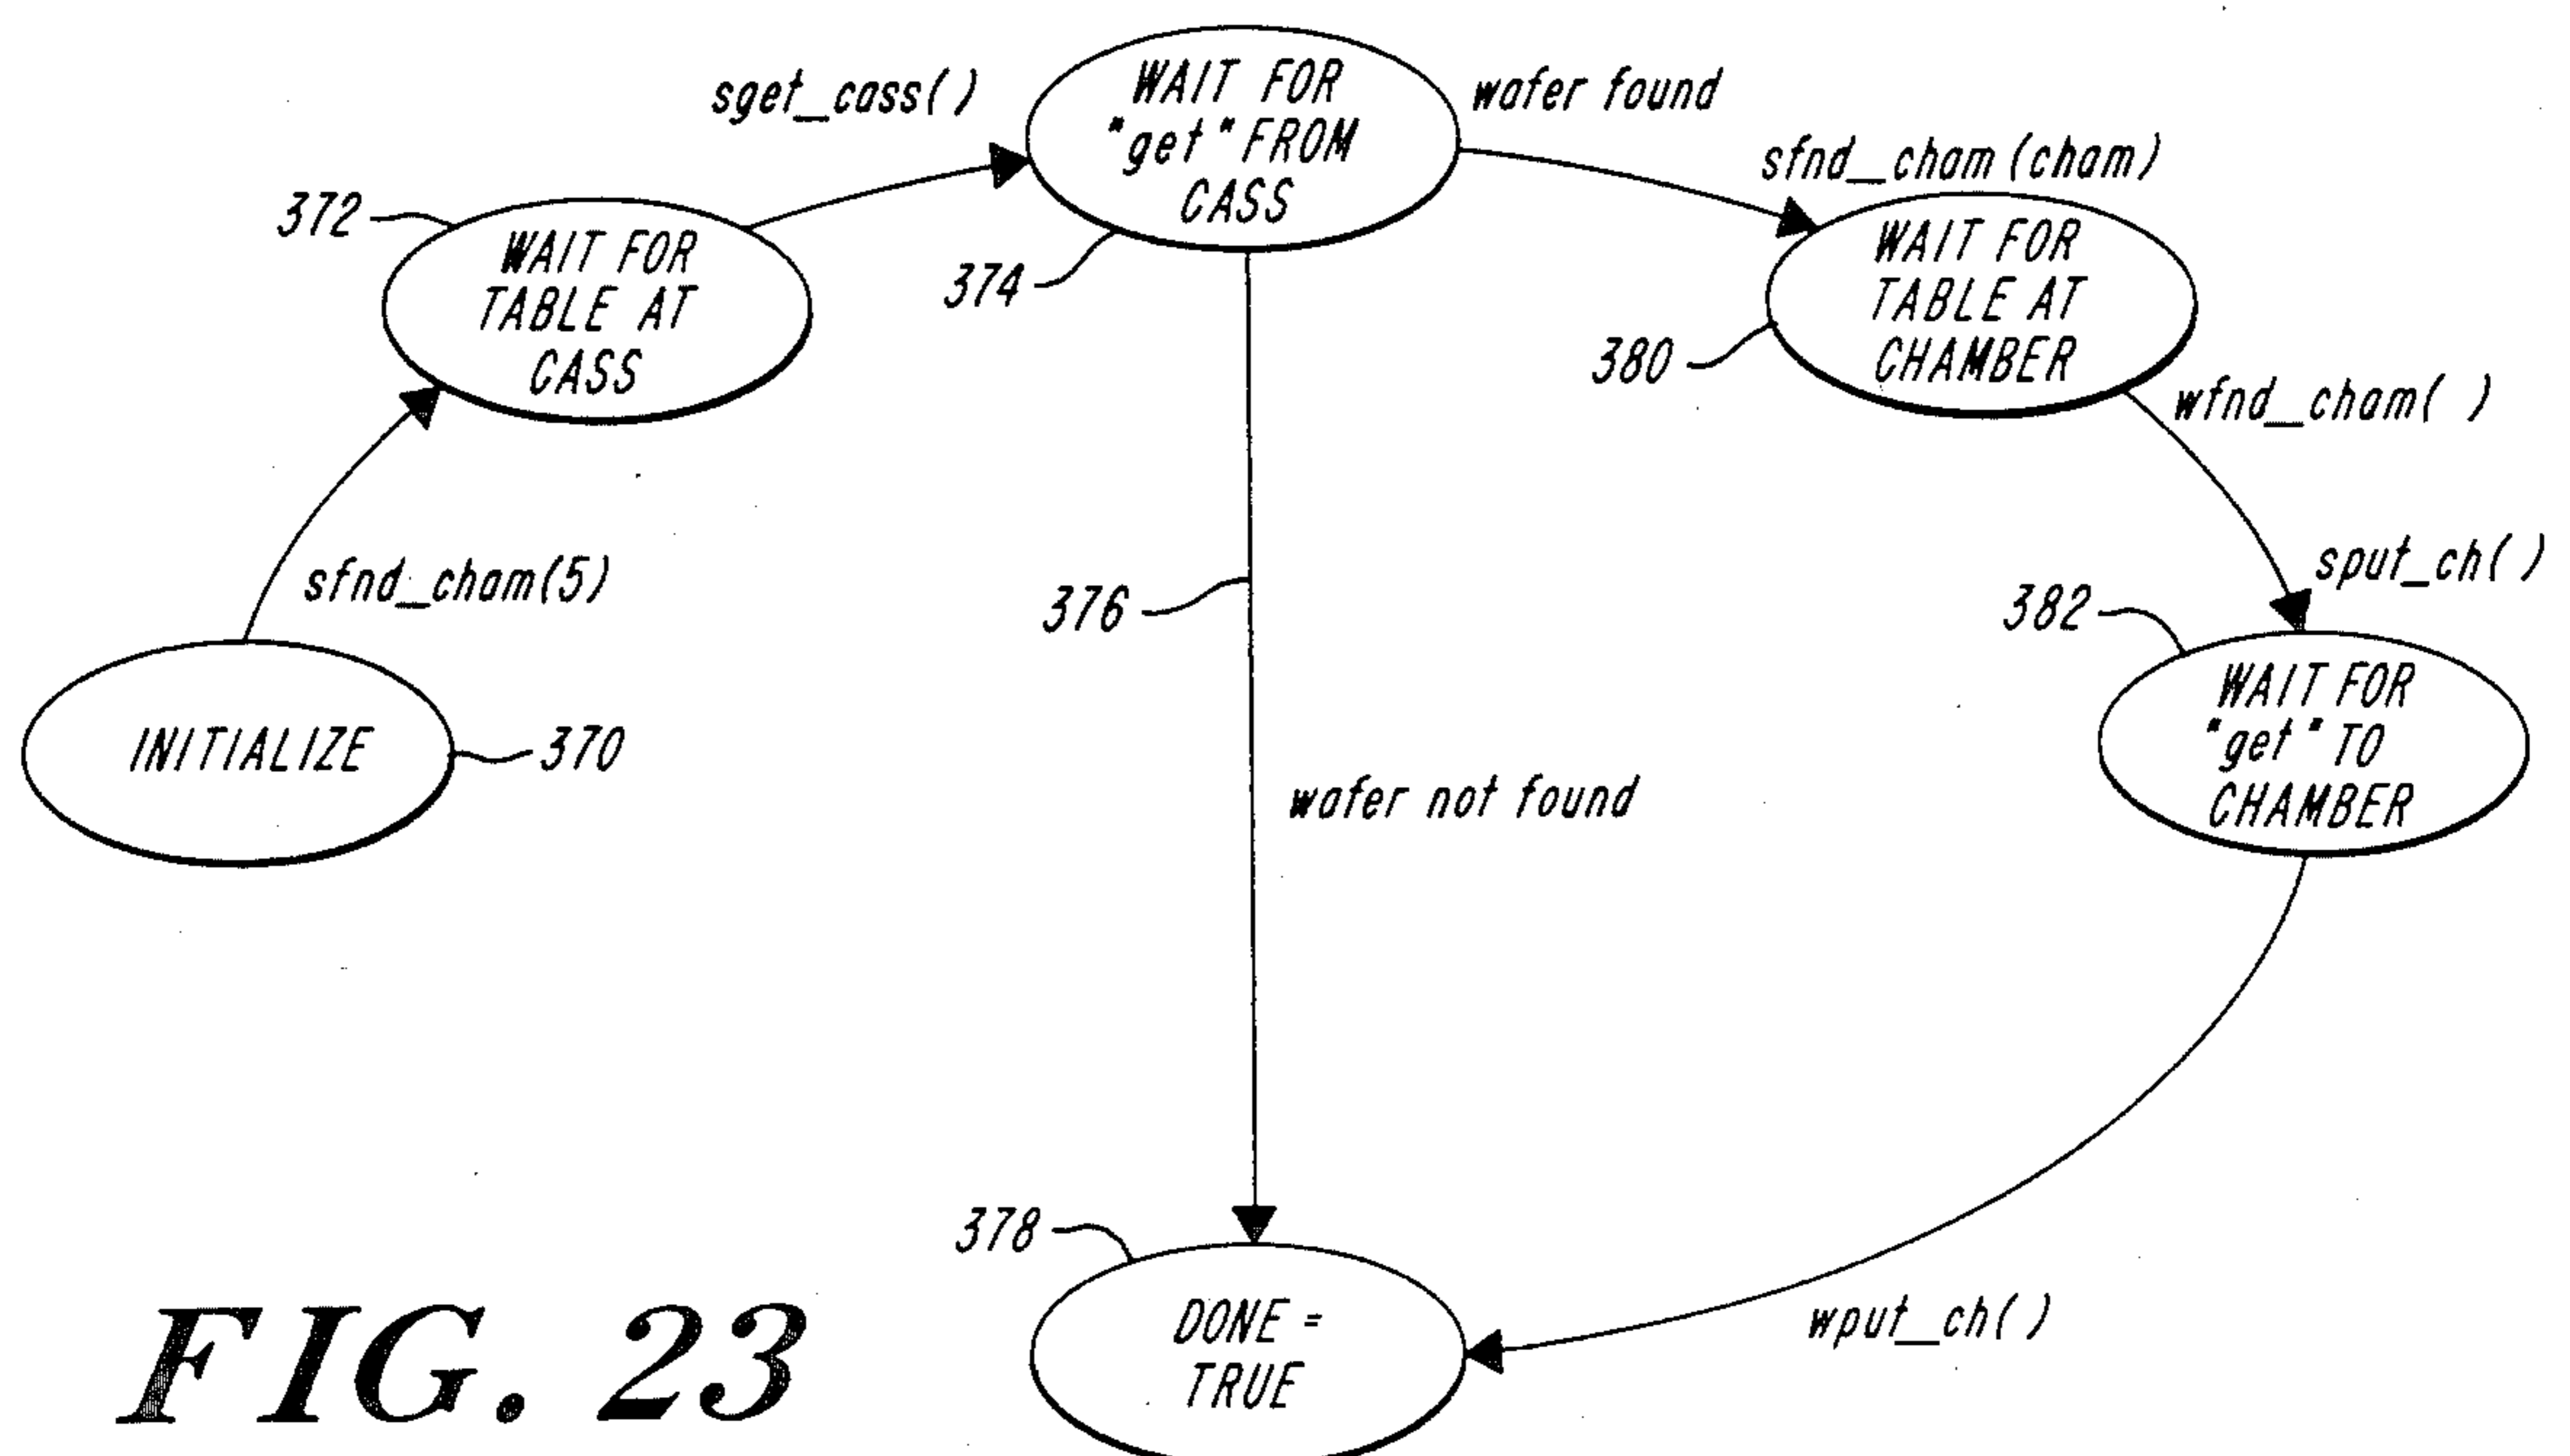 sget_cass()
WAIT FOR
"get" FROM
CASS
wafer found
sfnd_cham (cham)
372
WAIT FOR
TABLE AT
CASS
374
WAIT FOR
TABLE AT
CHAMBER
380
wfnd_cham( )
sfnd_cham(5)
376
sput_ch()
382
INITIALIZE
370
WAIT FOR
"get" TO
CHAMBER
wafer not found
378
DONE =
TRUE
wput_ch()
FIG. 23